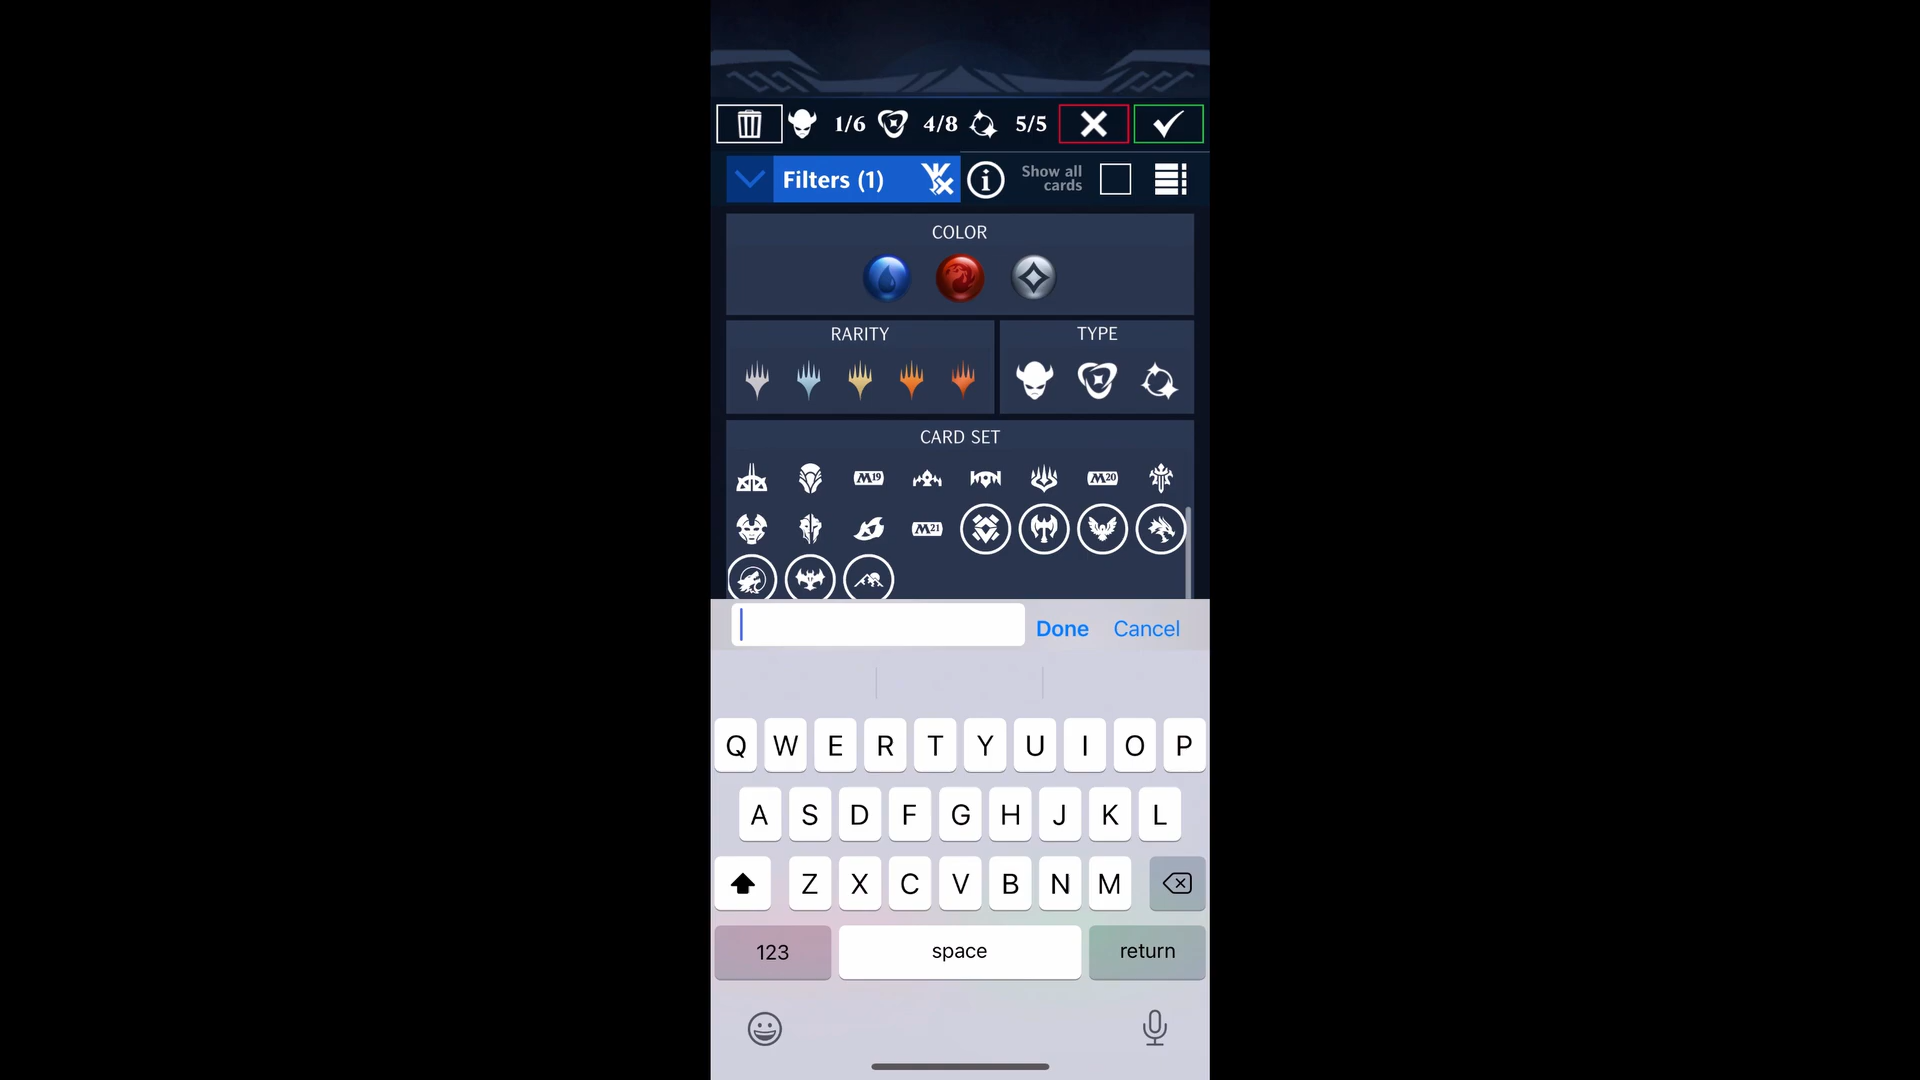 1/6 4/8 5/5
Filters (1)
Show all
cards
COLOR
RARITY
TYPE
CARD SET
M19
M20
M21
Done Cancel
Q W E R T Y U I O P
A S D F G H J K L
Z X C V B N M
123 space return